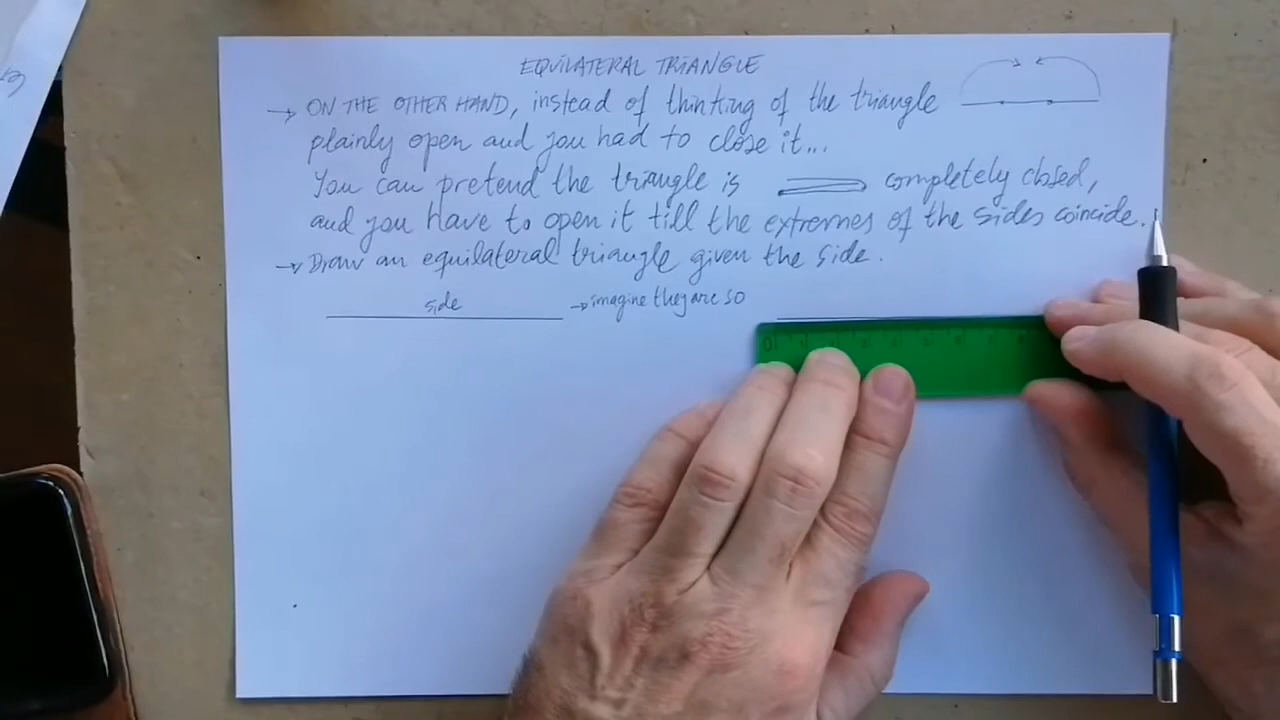 EQUILATERAL TRIANGLE
→ ON THE OTHER HAND, instead of thinking of the triangle
plainly open and you had to close it...
You can pretend the triangle is completely closed,
and you have to open it till the extremes of the sides coincide.
→ Draw an equilateral triangle given the side.
side → imagine they are so